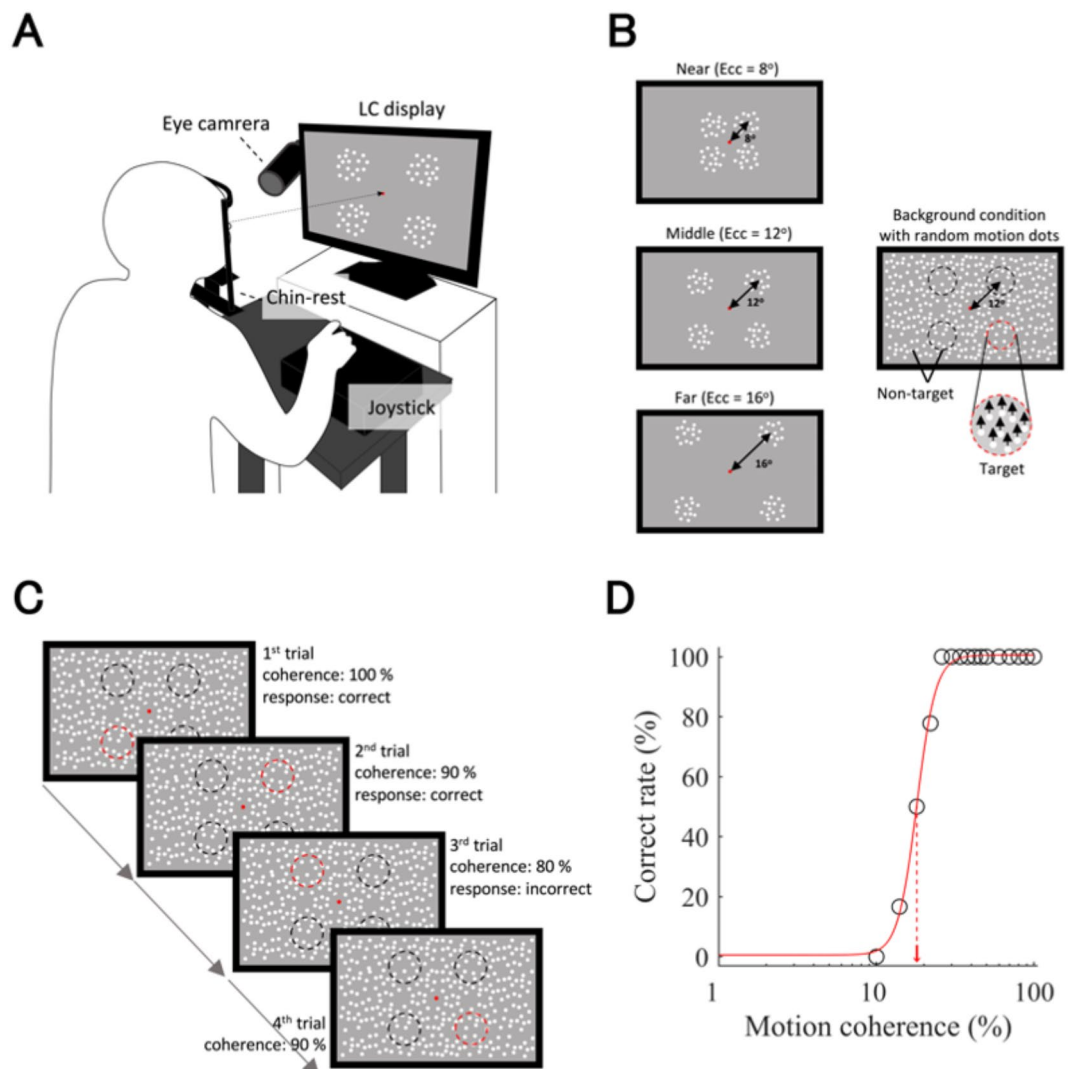 A
Eye camrera
LC display
Chin-rest
Joystick
B
Near (Ecc = 8°)
8°
Middle (Ecc = 12°)
12°
Far (Ecc = 16°)
16°
Background condition
with random motion dots
12°
Non-target
Target
C
1st trial
coherence: 100 %
response: correct
2nd trial
coherence: 90 %
response: correct
3rd trial
coherence: 80 %
response: incorrect
4th trial
coherence: 90 %
D
Correct rate (%)
100
80
60
40
20
0
1
10
100
Motion coherence (%)